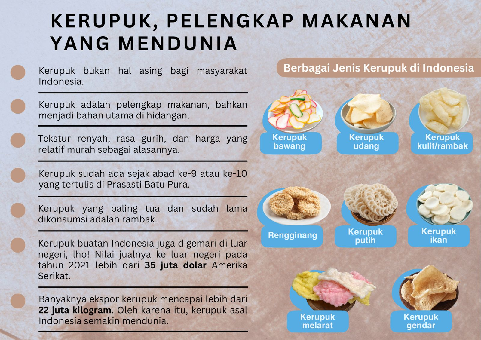 KERUPUK, PELENGKAP MAKANAN
YANG MENDUNIA
Kerupuk bukan hal asing bagi masyarakat
Indonesia.
Kerupuk adalah pelengkap makanan, bahkan
menjadi bahan utama di hidangan.
Tekstur renyah, rasa gurih, dan harga yang
relatif murah sebagai alasannya.
Kerupuk sudah ada sejak abad ke-9 atau ke-10
yang tertulis di Prasasti Batu Pura.
Kerupuk yang paling tua dan sudah lama
dikonsumsi adalah rambak.
Kerupuk buatan Indonesia juga digemari di luar
negeri, lho! Nilai jualnya ke luar negeri pada
tahun 2021 lebih dari 35 juta dolar Amerika
Serikat.
Banyaknya ekspor kerupuk mencapai lebih dari
22 juta kilogram. Oleh karena itu, kerupuk asal
Indonesia semakin mendunia.
Berbagai Jenis Kerupuk di Indonesia
Kerupuk
bawang
Kerupuk
udang
Kerupuk
kulit/rambak
Rengginang
Kerupuk
putih
Kerupuk
ikan
Kerupuk
melarat
Kerupuk
gendar